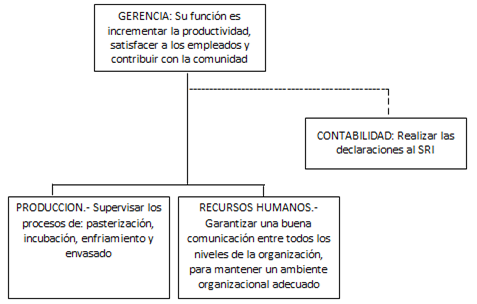 GERENCIA: Su función es
incrementar la productividad,
satisfacer a los empleados y
contribuir con la comunidad
CONTABILIDAD: Realizar las
declaraciones al SRI
PRODUCCION.- Supervisar los
procesos de: pasterización,
incubación, enfriamiento y
envasado
RECURSOS HUMANOS.-
Garantizar una buena
comunicación entre todos los
niveles de la organización,
para mantener un ambiente
organizacional adecuado